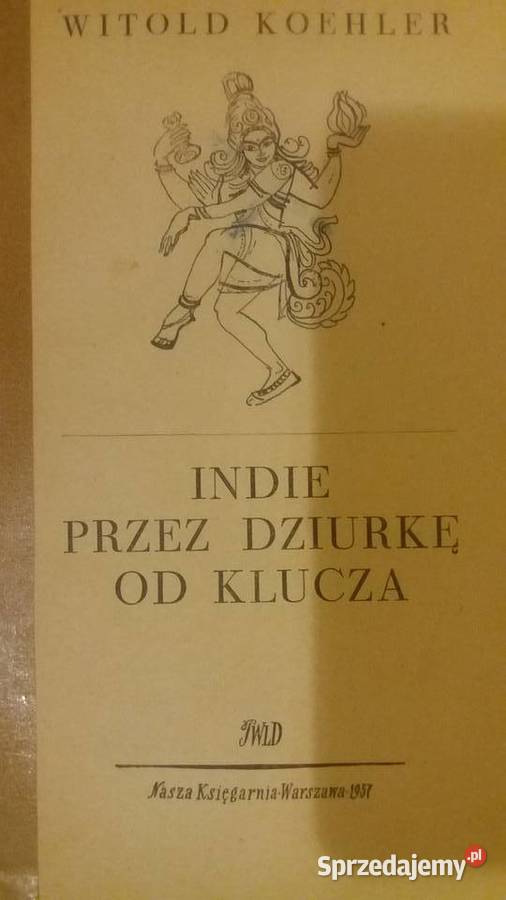 WITOLD KOEHLER
INDIE
PRZEZ DZIURKĘ
OD KLUCZA
Nasza Księgarnia·Warszawa·1957
Sprzedajemy.pl